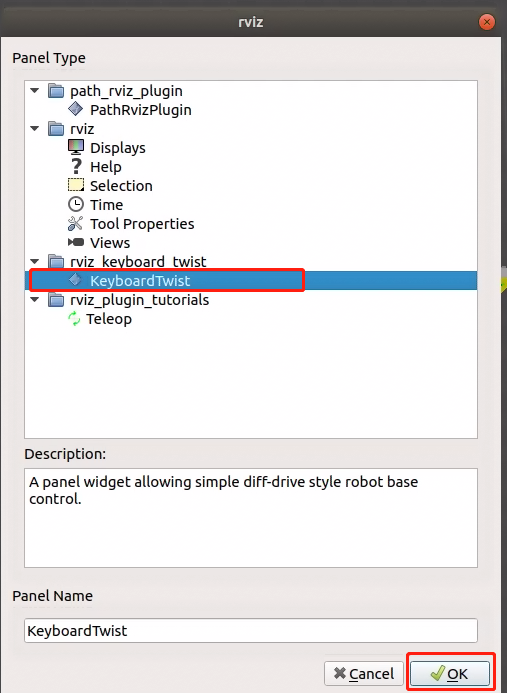 rviz
Panel Type
path_rviz_plugin
PathRvizPlugin
rviz
Displays
Help
Selection
Time
Tool Properties
Views
rviz_keyboard_twist
KeyboardTwist
rviz_plugin_tutorials
Teleop
Description:
A panel widget allowing simple diff-drive style robot base
control.
Panel Name
KeyboardTwist
Cancel OK